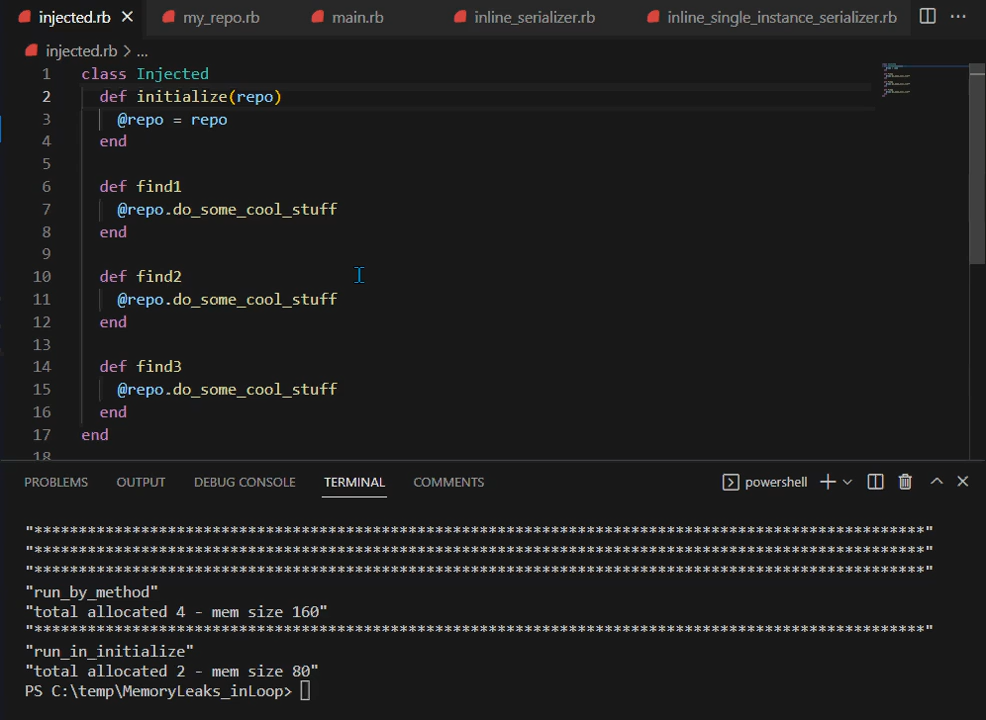 injected.rb
my_repo.rb
main.rb
inline_serializer.rb
inline_single_instance_serializer.rb
injected.rb > ...
1 class Injected
2 def initialize(repo)
3 @repo = repo
4 end
5
6 def find1
7 @repo.do_some_cool_stuff
8 end
9
10 def find2
11 @repo.do_some_cool_stuff
12 end
13
14 def find3
15 @repo.do_some_cool_stuff
16 end
17 end
18
PROBLEMS OUTPUT DEBUG CONSOLE TERMINAL COMMENTS powershell
"****************************************************************************************************"
"****************************************************************************************************"
"****************************************************************************************************"
"run_by_method"
"total allocated 4 - mem size 160"
"****************************************************************************************************"
"run_in_initialize"
"total allocated 2 - mem size 80"
PS C:\temp\MemoryLeaks_inLoop>